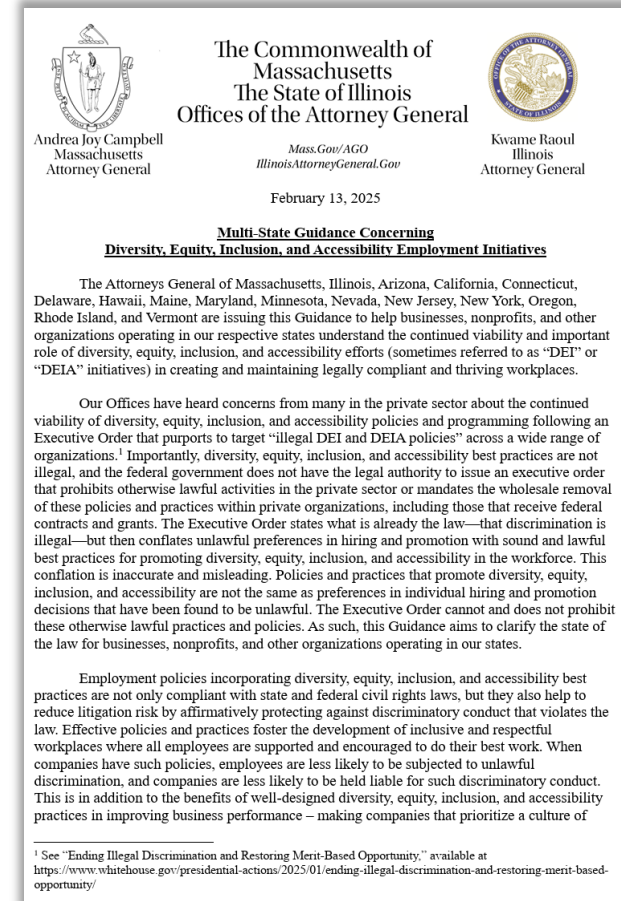 The Commonwealth of
Massachusetts
The State of Illinois
Offices of the Attorney General
Andrea Joy Campbell
Massachusetts
Attorney General
Mass.Gov/AGO
IllinoisAttorneyGeneral.Gov
Kwame Raoul
Illinois
Attorney General
OFFICE OF THE ATTORNEY GENERAL
STATE OF ILLINOIS
February 13, 2025
Multi-State Guidance Concerning
Diversity, Equity, Inclusion, and Accessibility Employment Initiatives
The Attorneys General of Massachusetts, Illinois, Arizona, California, Connecticut,
Delaware, Hawaii, Maine, Maryland, Minnesota, Nevada, New Jersey, New York, Oregon,
Rhode Island, and Vermont are issuing this Guidance to help businesses, nonprofits, and other
organizations operating in our respective states understand the continued viability and important
role of diversity, equity, inclusion, and accessibility efforts (sometimes referred to as “DEI” or
“DEIA” initiatives) in creating and maintaining legally compliant and thriving workplaces.
Our Offices have heard concerns from many in the private sector about the continued
viability of diversity, equity, inclusion, and accessibility policies and programming following an
Executive Order that purports to target “illegal DEI and DEIA policies” across a wide range of
organizations.¹ Importantly, diversity, equity, inclusion, and accessibility best practices are not
illegal, and the federal government does not have the legal authority to issue an executive order
that prohibits otherwise lawful activities in the private sector or mandates the wholesale removal
of these policies and practices within private organizations, including those that receive federal
contracts and grants. The Executive Order states what is already the law—that discrimination is
illegal—but then conflates unlawful preferences in hiring and promotion with sound and lawful
best practices for promoting diversity, equity, inclusion, and accessibility in the workforce. This
conflation is inaccurate and misleading. Policies and practices that promote diversity, equity,
inclusion, and accessibility are not the same as preferences in individual hiring and promotion
decisions that have been found to be unlawful. The Executive Order cannot and does not prohibit
these otherwise lawful practices and policies. As such, this Guidance aims to clarify the state of
the law for businesses, nonprofits, and other organizations operating in our states.
Employment policies incorporating diversity, equity, inclusion, and accessibility best
practices are not only compliant with state and federal civil rights laws, but they also help to
reduce litigation risk by affirmatively protecting against discriminatory conduct that violates the
law. Effective policies and practices foster the development of inclusive and respectful
workplaces where all employees are supported and encouraged to do their best work. When
companies have such policies, employees are less likely to be subjected to unlawful
discrimination, and companies are less likely to be held liable for such discriminatory conduct.
This is in addition to the benefits of well-designed diversity, equity, inclusion, and accessibility
practices in improving business performance – making companies that prioritize a culture of
¹ See “Ending Illegal Discrimination and Restoring Merit-Based Opportunity,” available at
https://www.whitehouse.gov/presidential-actions/2025/01/ending-illegal-discrimination-and-restoring-merit-based-
opportunity/